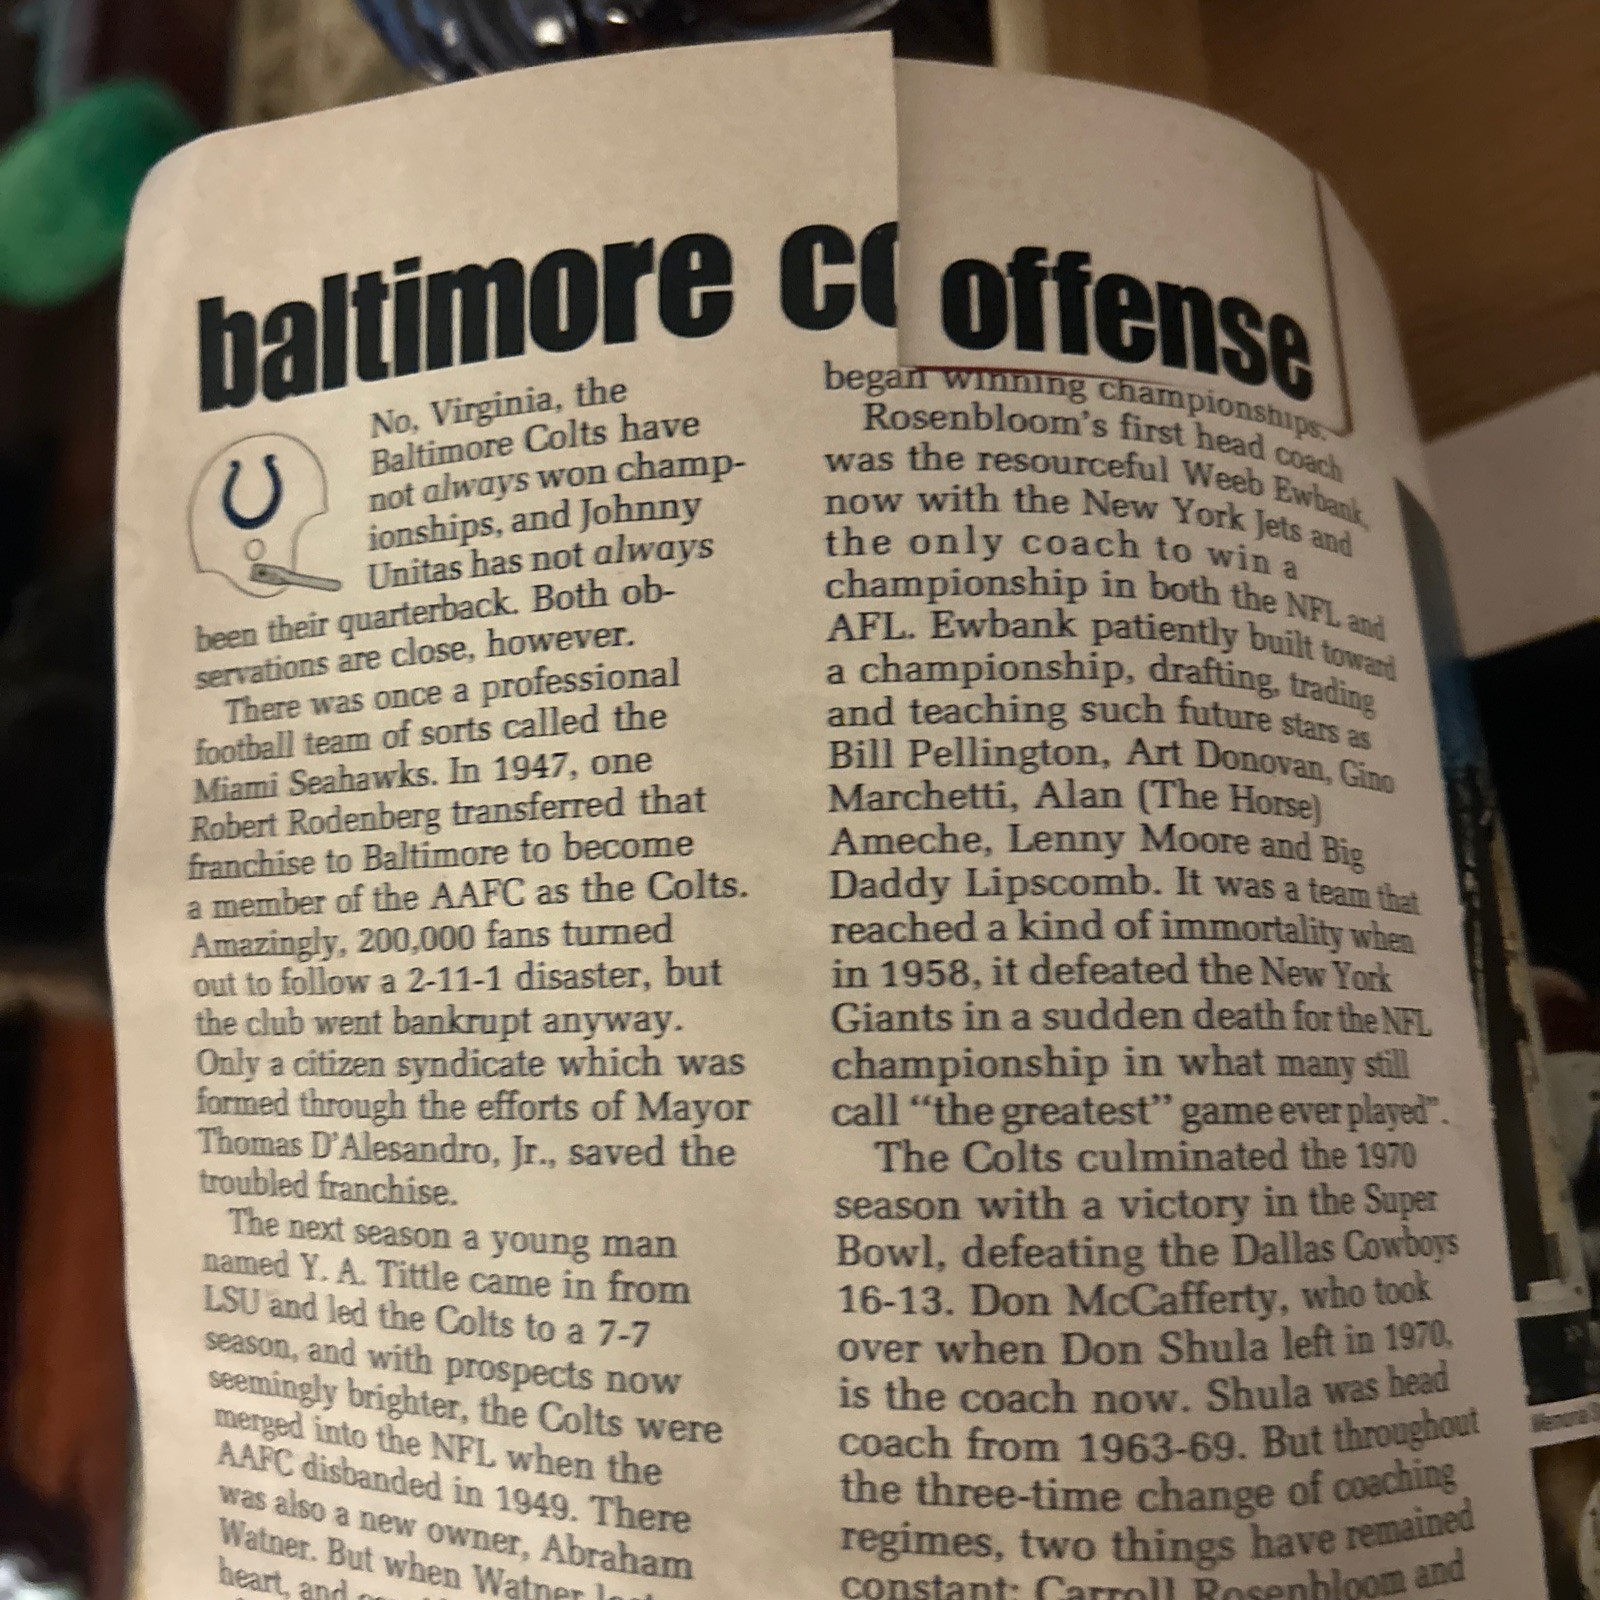 baltimore co
offense
No, Virginia, the
Baltimore Colts have
not always won champ-
ionships, and Johnny
Unitas has not always
been their quarterback. Both ob-
servations are close, however.
There was once a professional
football team of sorts called the
Miami Seahawks. In 1947, one
Robert Rodenberg transferred that
franchise to Baltimore to become
a member of the AAFC as the Colts.
Amazingly, 200,000 fans turned
out to follow a 2-11-1 disaster, but
the club went bankrupt anyway.
Only a citizen syndicate which was
formed through the efforts of Mayor
Thomas D'Alesandro, Jr., saved the
troubled franchise.
The next season a young man
named Y. A. Tittle came in from
LSU and led the Colts to a 7-7
season, and with prospects now
seemingly brighter, the Colts were
merged into the NFL when the
AAFC disbanded in 1949. There
was also a new owner, Abraham
Watner. But when Watner
heart, and
began winning championships.
Rosenbloom's first head coach
was the resourceful Weeb Ewbank,
now with the New York Jets and
the only coach to win a
championship in both the NFL and
AFL. Ewbank patiently built toward
a championship, drafting, trading
and teaching such future stars as
Bill Pellington, Art Donovan, Gino
Marchetti, Alan (The Horse)
Ameche, Lenny Moore and Big
Daddy Lipscomb. It was a team that
reached a kind of immortality when
in 1958, it defeated the New York
Giants in a sudden death for the NFL
championship in what many still
call "the greatest" game ever played".
The Colts culminated the 1970
season with a victory in the Super
Bowl, defeating the Dallas Cowboys
16-13. Don McCafferty, who took
over when Don Shula left in 1970,
is the coach now. Shula was head
coach from 1963-69. But throughout
the three-time change of coaching
regimes, two things have remained
constant: Carroll Rosenbloom and